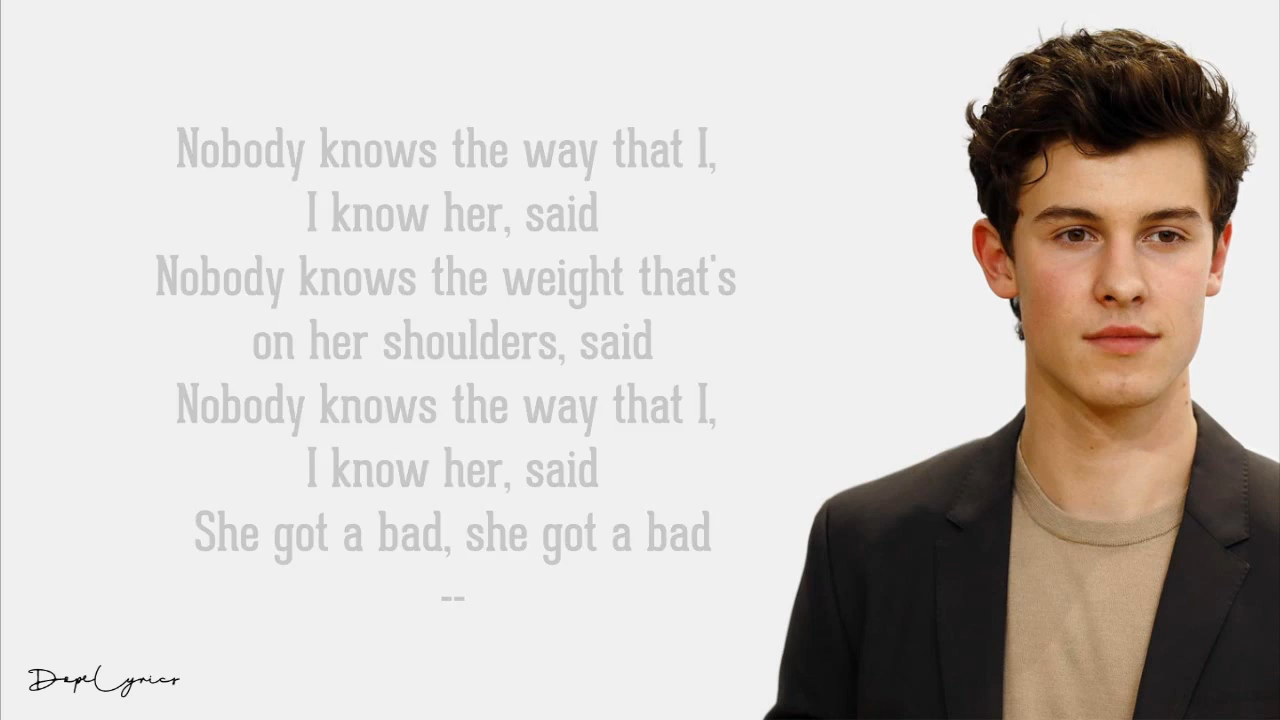 Nobody knows the way that I,
I know her, said
Nobody knows the weight that's
on her shoulders, said
Nobody knows the way that I,
I know her, said
She got a bad, she got a bad
--
DopeLyrics